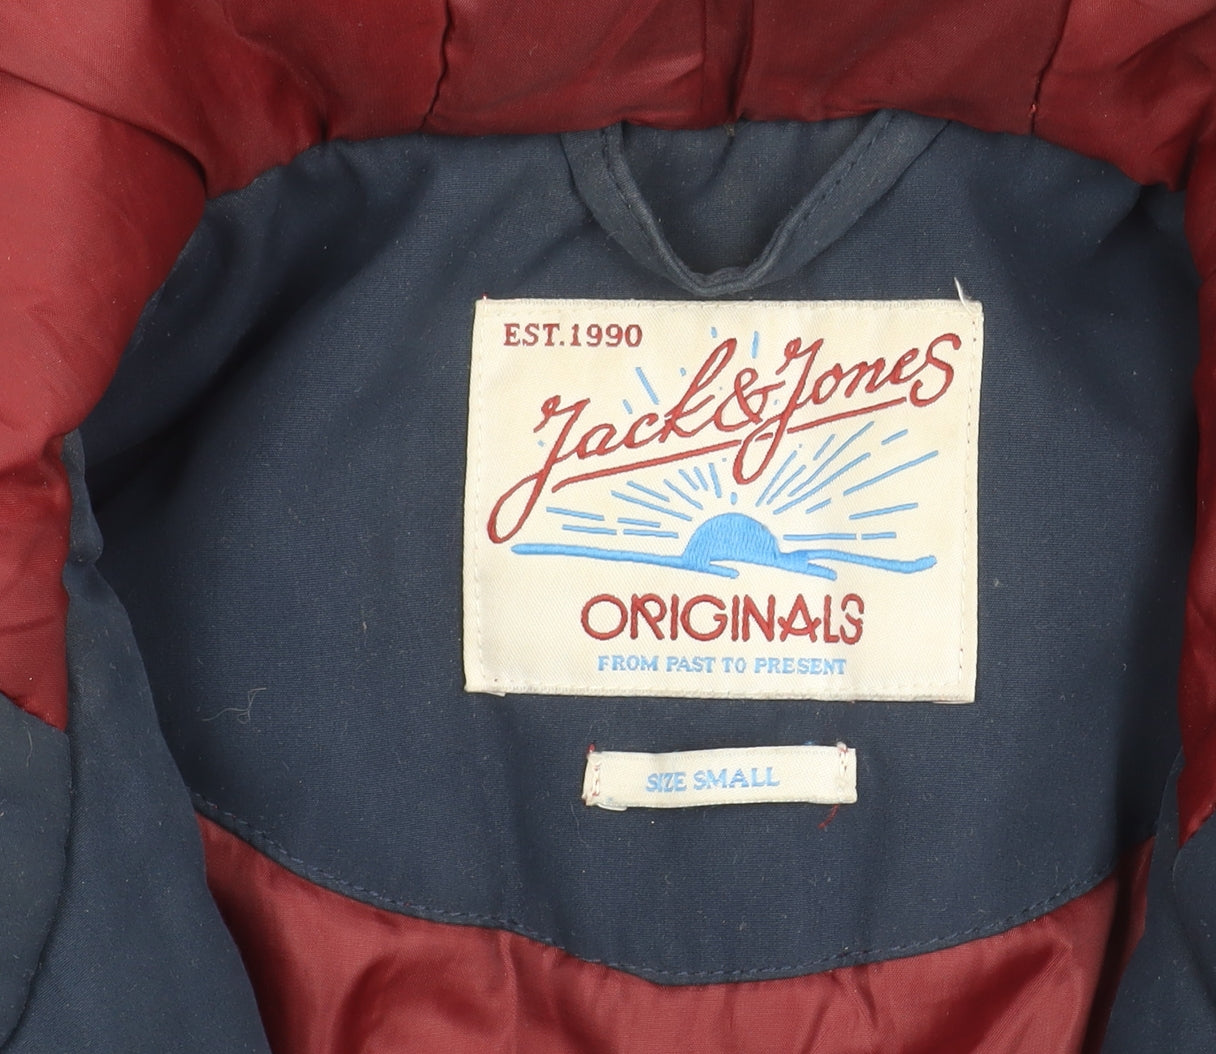 EST.1990
Jack & Jones
ORIGINALS
FROM PAST TO PRESENT
SIZE SMALL